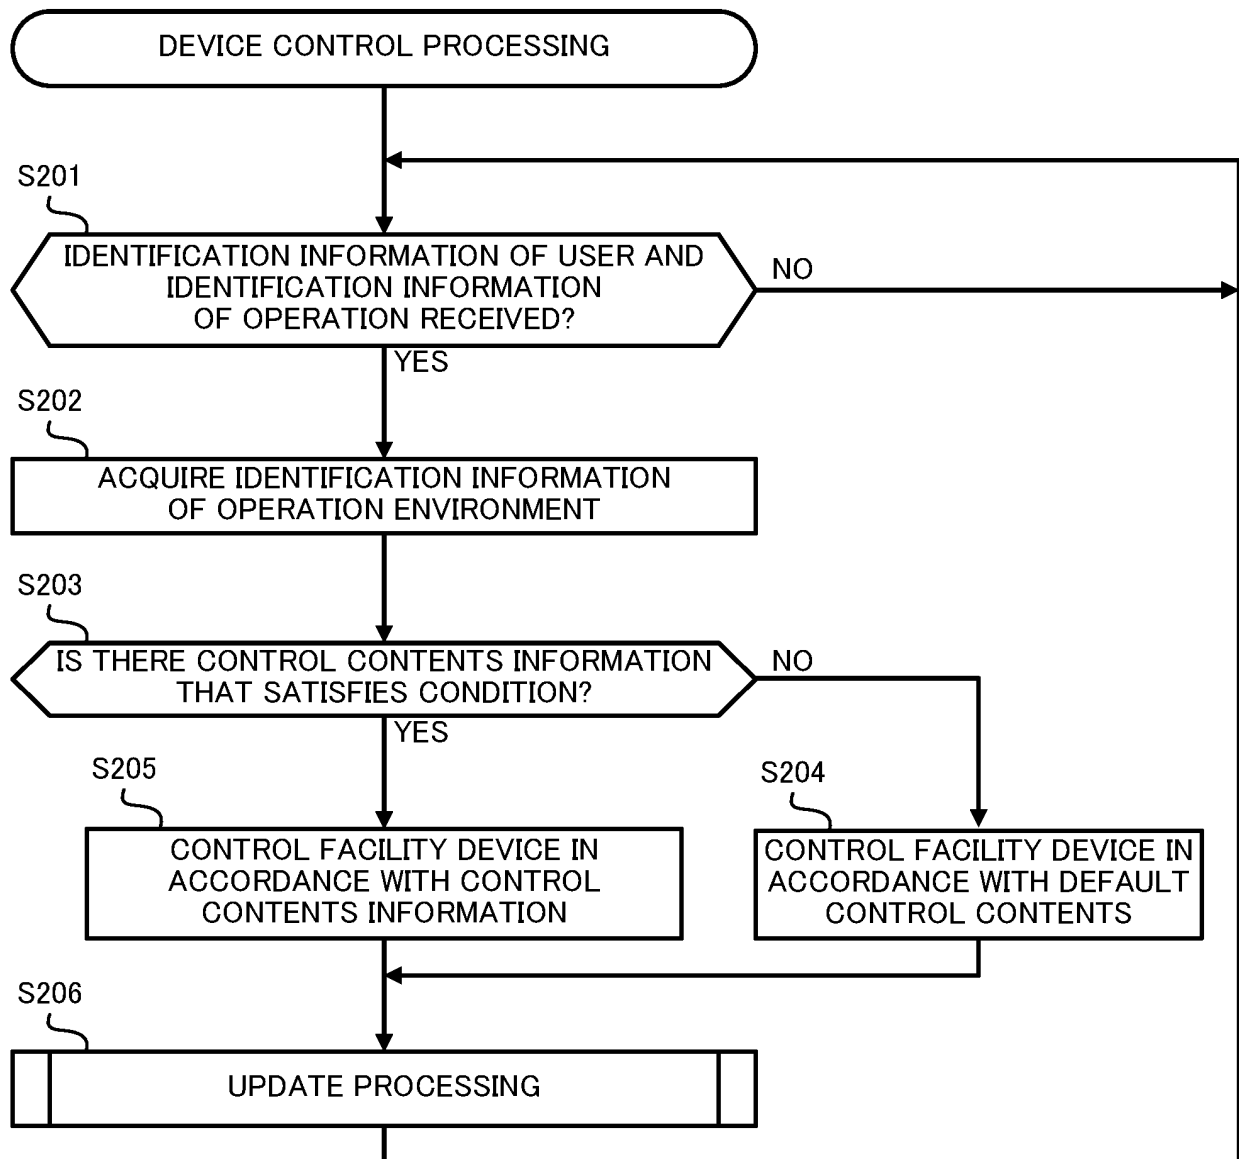 DEVICE CONTROL PROCESSING
S201
IDENTIFICATION INFORMATION OF USER AND
IDENTIFICATION INFORMATION
OF OPERATION RECEIVED?
NO
YES
S202
ACQUIRE IDENTIFICATION INFORMATION
OF OPERATION ENVIRONMENT
S203
IS THERE CONTROL CONTENTS INFORMATION
THAT SATISFIES CONDITION?
NO
YES
S205
CONTROL FACILITY DEVICE IN
ACCORDANCE WITH CONTROL
CONTENTS INFORMATION
S204
CONTROL FACILITY DEVICE IN
ACCORDANCE WITH DEFAULT
CONTROL CONTENTS
S206
UPDATE PROCESSING